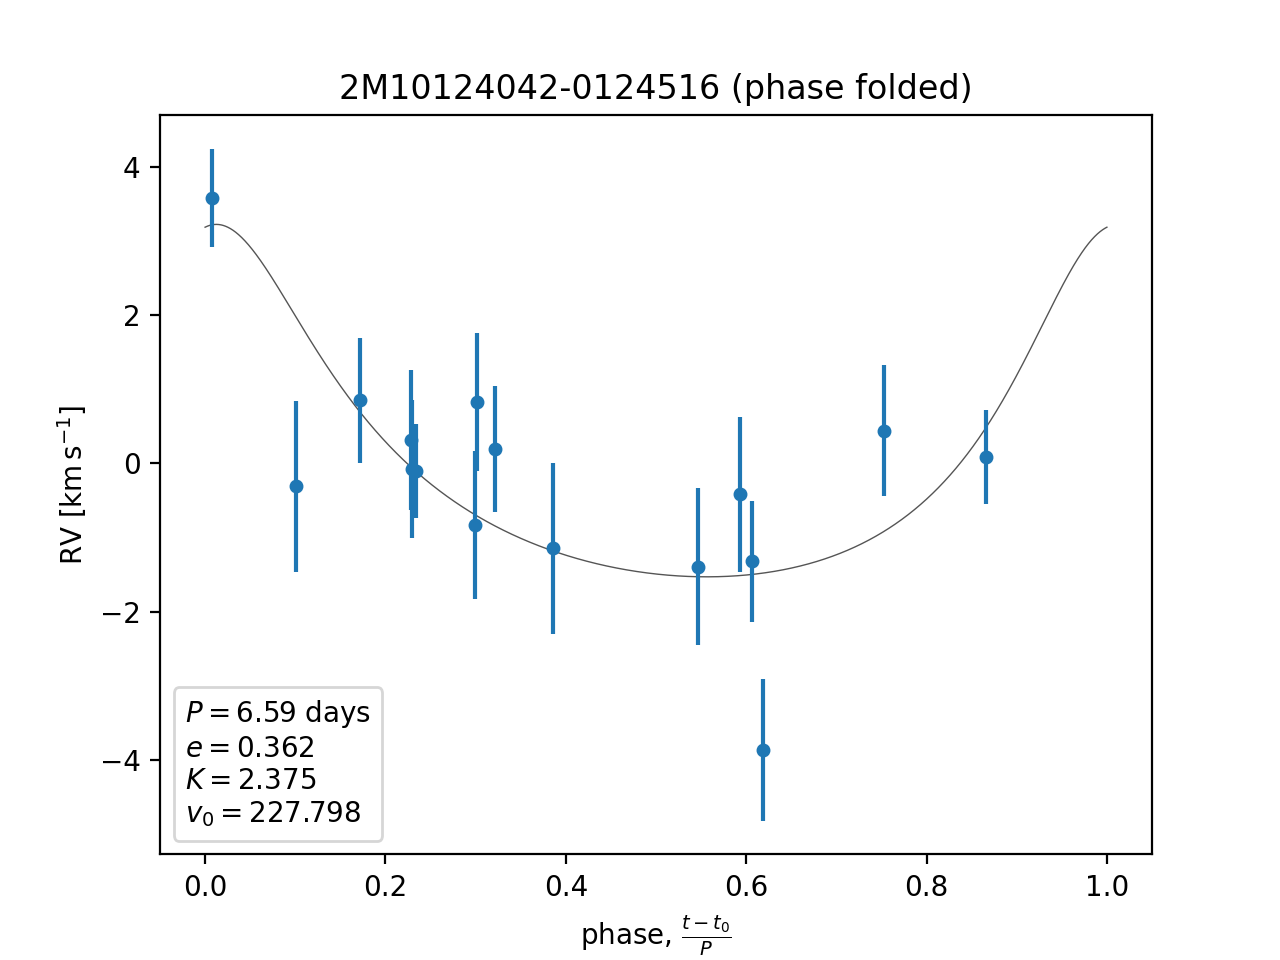 2M10124042-0124516 (phase folded)
RV [km s⁻¹]
4
2
0
−2
−4
P = 6.59 days
e = 0.362
K = 2.375
v₀ = 227.798
0.0 0.2 0.4 0.6 0.8 1.0
phase, (t − t₀)/P